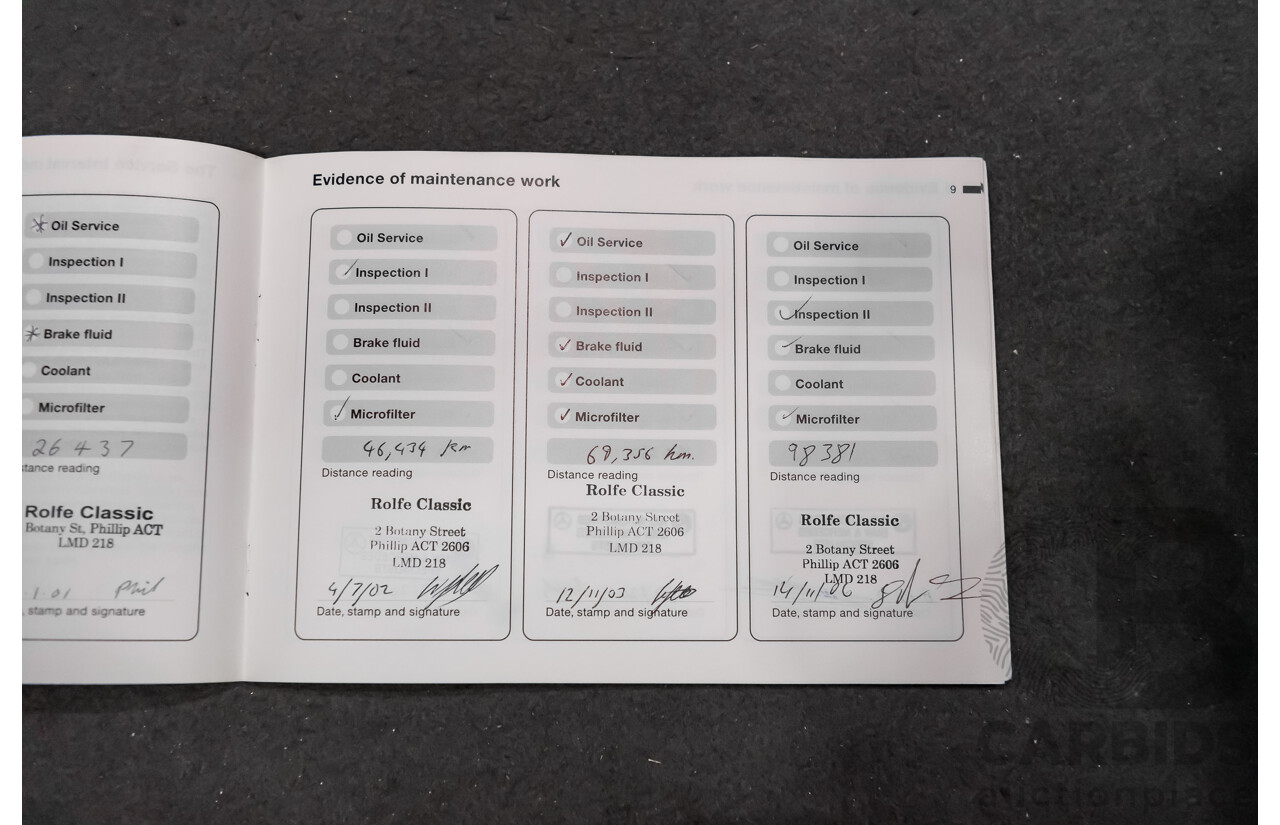 Oil Service
Inspection I
Inspection II
Brake fluid
Coolant
Microfilter
26437
tance reading
Rolfe Classic
Botany St, Phillip ACT
LMD 218
1 01 Phil
, stamp and signature
Evidence of maintenance work
9
Oil Service
Inspection I
Inspection II
Brake fluid
Coolant
Microfilter
46,434 km
Distance reading
Rolfe Classic
2 Botany Street
Phillip ACT 2606
LMD 218
4/7/02
Date, stamp and signature
Oil Service
Inspection I
Inspection II
Brake fluid
Coolant
Microfilter
69,356 km.
Distance reading
Rolfe Classic
2 Botany Street
Phillip ACT 2606
LMD 218
12/11/03
Date, stamp and signature
Oil Service
Inspection I
Inspection II
Brake fluid
Coolant
Microfilter
98381
Distance reading
Rolfe Classic
2 Botany Street
Phillip ACT 2606
LMD 218
14/11/06
Date, stamp and signature
CARBIDS
auctionplace